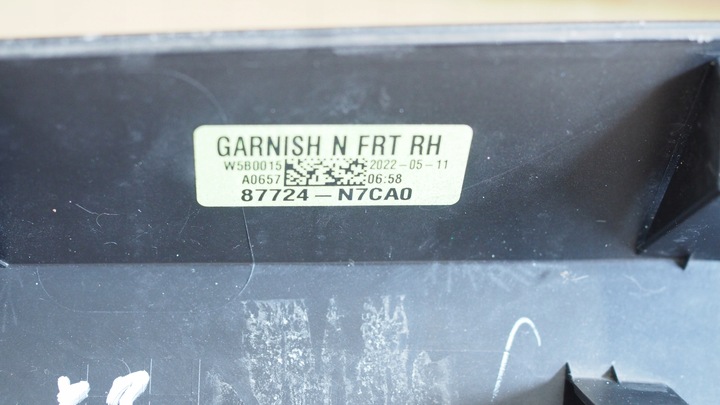 GARNISH N FRT RH
W5B0015 2022-05-11
A0657 06:58
87724-N7CA0